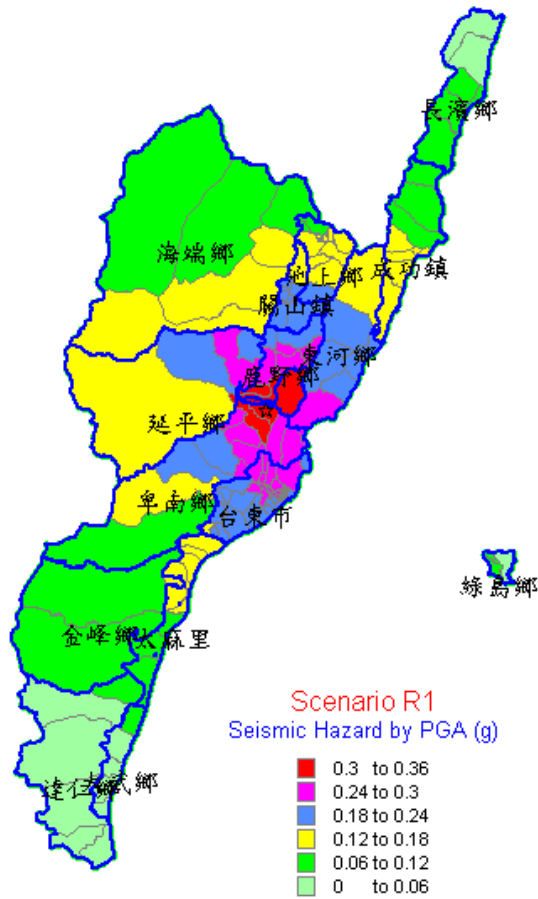 長濱鄉
海端鄉
池上鄉
成功鎮
關山鎮
東河鄉
鹿野鄉
延平鄉
卑南鄉
台東市
綠島鄉
金峰鄉
太麻里
達仁鄉
大武鄉
Scenario R1
Seismic Hazard by PGA (g)
0.3 to 0.36
0.24 to 0.3
0.18 to 0.24
0.12 to 0.18
0.06 to 0.12
0 to 0.06